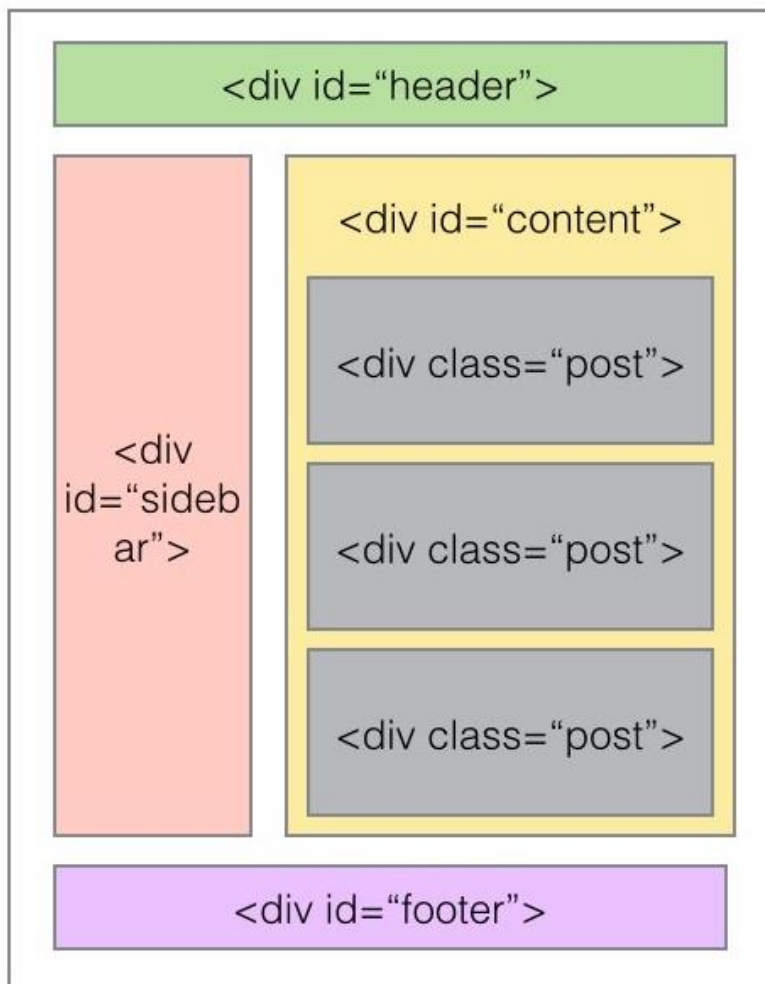 <div id=“header”>
<div
id=“sideb
ar”>
<div id=“content”>
<div class=“post”>
<div class=“post”>
<div class=“post”>
<div id=“footer”>